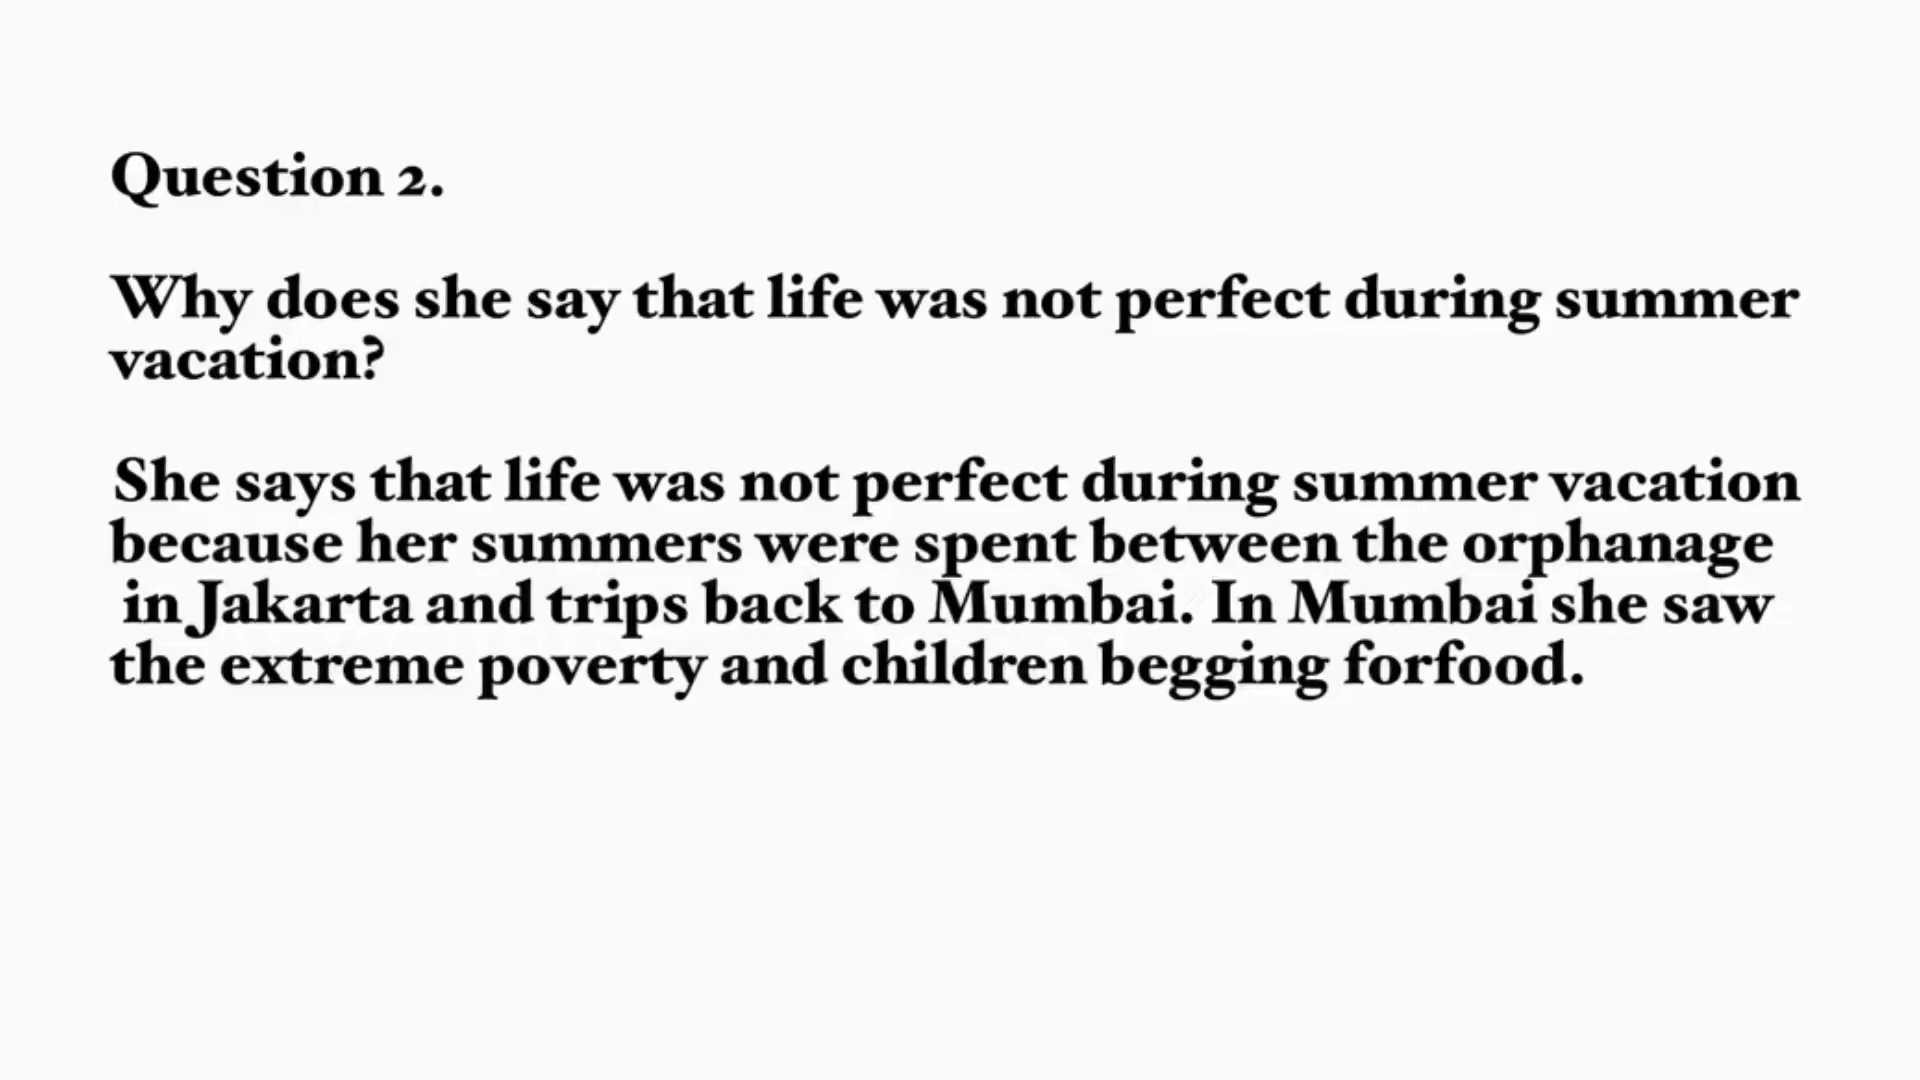 Question 2.
Why does she say that life was not perfect during summer
vacation?
She says that life was not perfect during summer vacation
because her summers were spent between the orphanage
in Jakarta and trips back to Mumbai. In Mumbai she saw
the extreme poverty and children begging forfood.